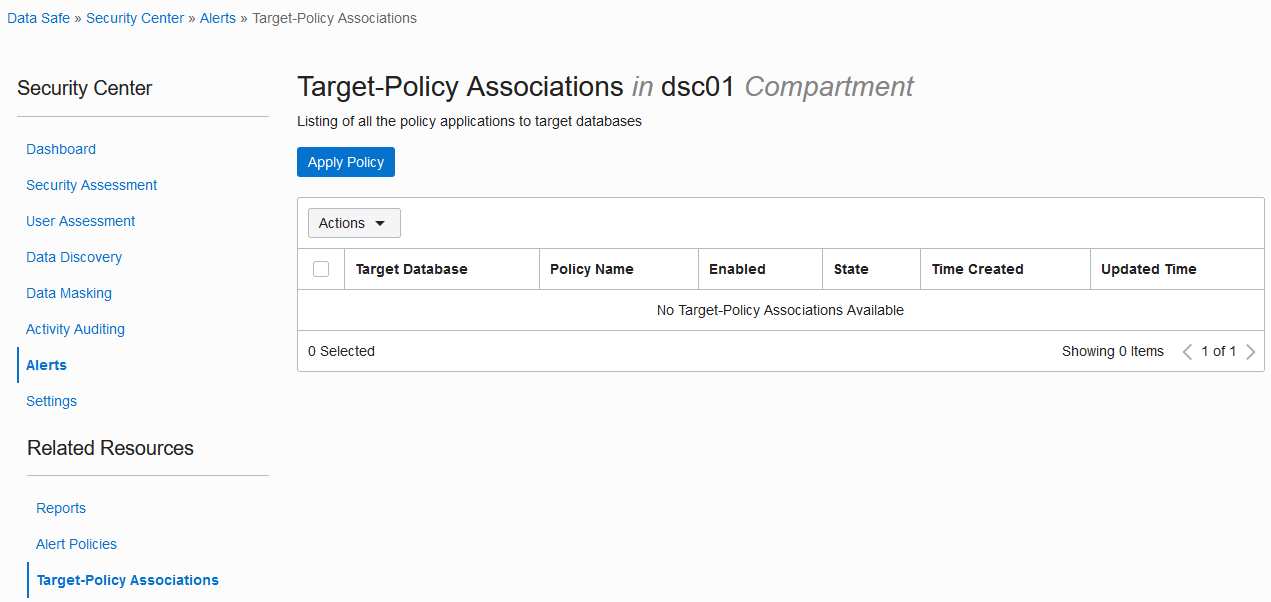 Data Safe » Security Center » Alerts » Target-Policy Associations
Security Center
Dashboard
Security Assessment
User Assessment
Data Discovery
Data Masking
Activity Auditing
Alerts
Settings
Related Resources
Reports
Alert Policies
Target-Policy Associations
Target-Policy Associations in dsc01 Compartment
Listing of all the policy applications to target databases
Apply Policy
Actions
Target Database Policy Name Enabled State Time Created Updated Time
No Target-Policy Associations Available
0 Selected Showing 0 Items 1 of 1